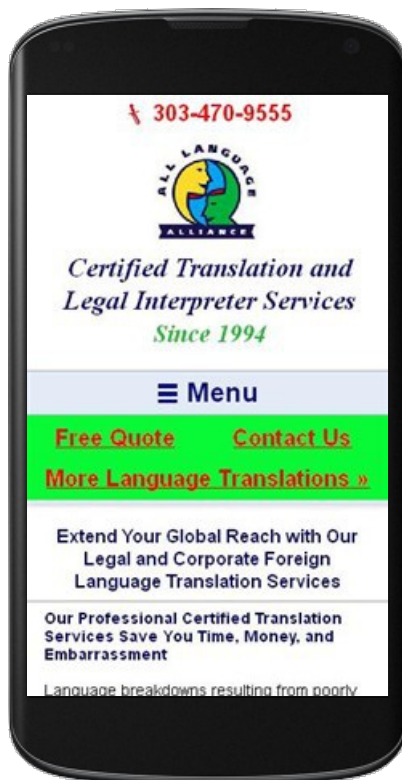 303-470-9555
ALL LANGUAGE
ALLIANCE
Certified Translation and
Legal Interpreter Services
Since 1994
☰ Menu
Free Quote Contact Us
More Language Translations »
Extend Your Global Reach with Our
Legal and Corporate Foreign
Language Translation Services
Our Professional Certified Translation
Services Save You Time, Money, and
Embarrassment
Language breakdowns resulting from poorly